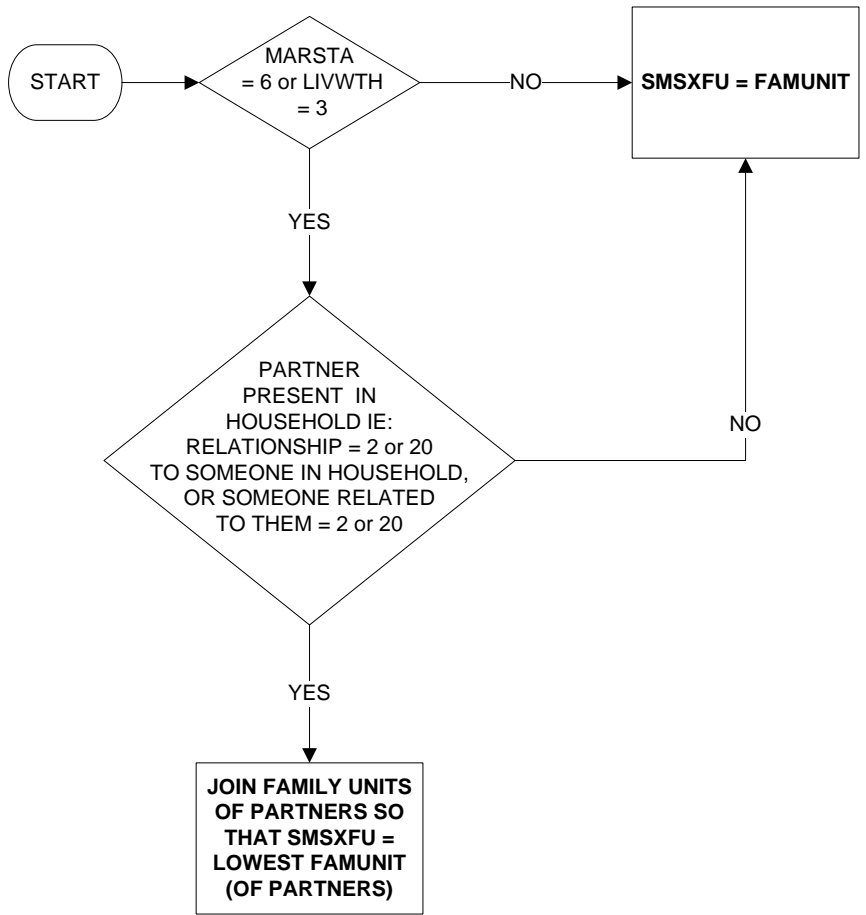 START
MARSTA
= 6 or LIVWTH
= 3
NO
SMSXFU = FAMUNIT
YES
PARTNER
PRESENT IN
HOUSEHOLD IE:
RELATIONSHIP = 2 or 20
TO SOMEONE IN HOUSEHOLD,
OR SOMEONE RELATED
TO THEM = 2 or 20
NO
YES
JOIN FAMILY UNITS
OF PARTNERS SO
THAT SMSXFU =
LOWEST FAMUNIT
(OF PARTNERS)